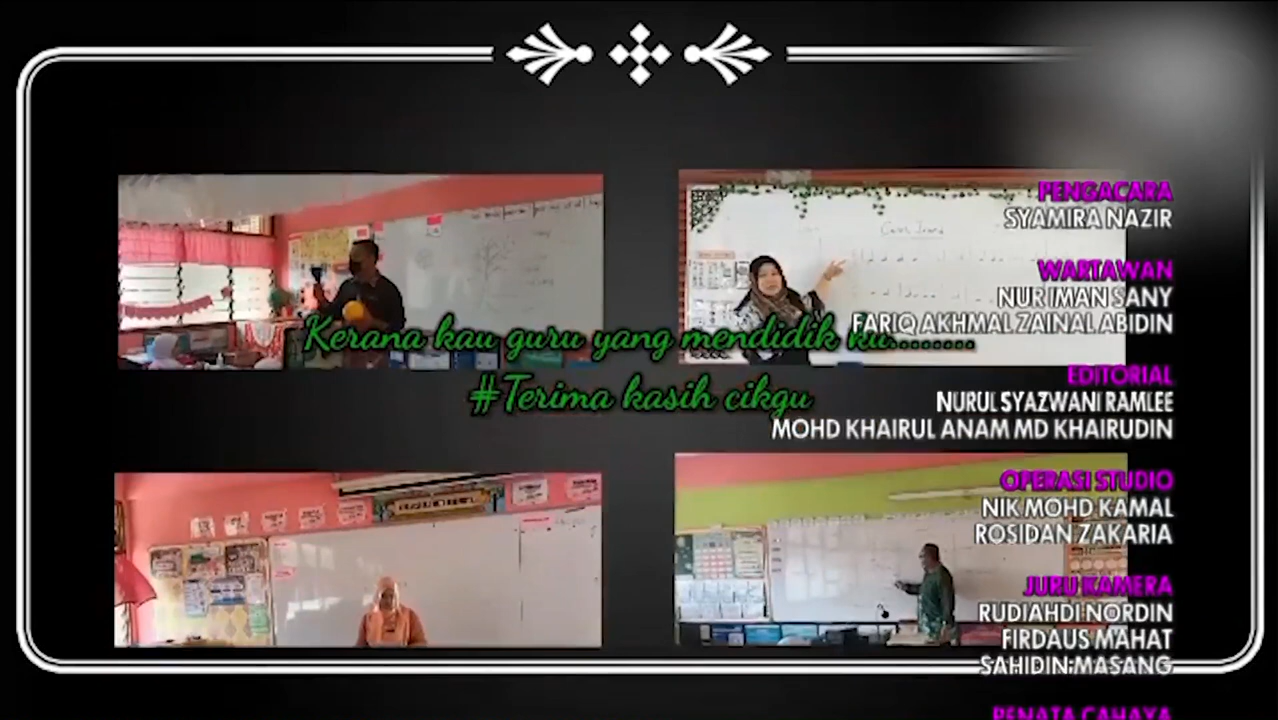 Kerana kau guru yang mendidik ku........
#Terima kasih cikgu
PENGACARA
SYAMIRA NAZIR
WARTAWAN
NUR IMAN SANY
FARIQ AKHMAL ZAINAL ABIDIN
EDITORIAL
NURUL SYAZWANI RAMLEE
MOHD KHAIRUL ANAM MD KHAIRUDIN
OPERASI STUDIO
NIK MOHD KAMAL
ROSIDAN ZAKARIA
JURU KAMERA
RUDIAHDI NORDIN
FIRDAUS MAHAT
SAHIDIN MASANG
PENATA CAHAYA